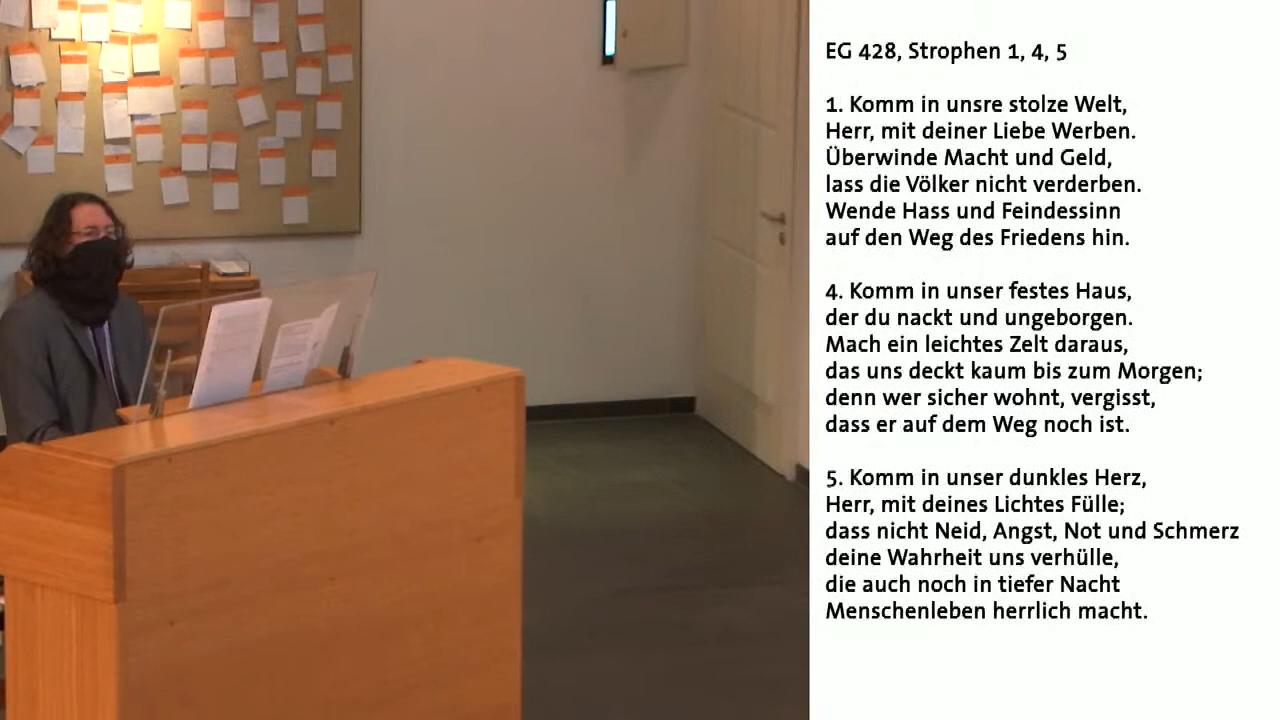 EG 428, Strophen 1, 4, 5
1. Komm in unsre stolze Welt,
Herr, mit deiner Liebe Werben.
Überwinde Macht und Geld,
lass die Völker nicht verderben.
Wende Hass und Feindessinn
auf den Weg des Friedens hin.
4. Komm in unser festes Haus,
der du nackt und ungeborgen.
Mach ein leichtes Zelt daraus,
das uns deckt kaum bis zum Morgen;
denn wer sicher wohnt, vergisst,
dass er auf dem Weg noch ist.
5. Komm in unser dunkles Herz,
Herr, mit deines Lichtes Fülle;
dass nicht Neid, Angst, Not und Schmerz
deine Wahrheit uns verhülle,
die auch noch in tiefer Nacht
Menschenleben herrlich macht.